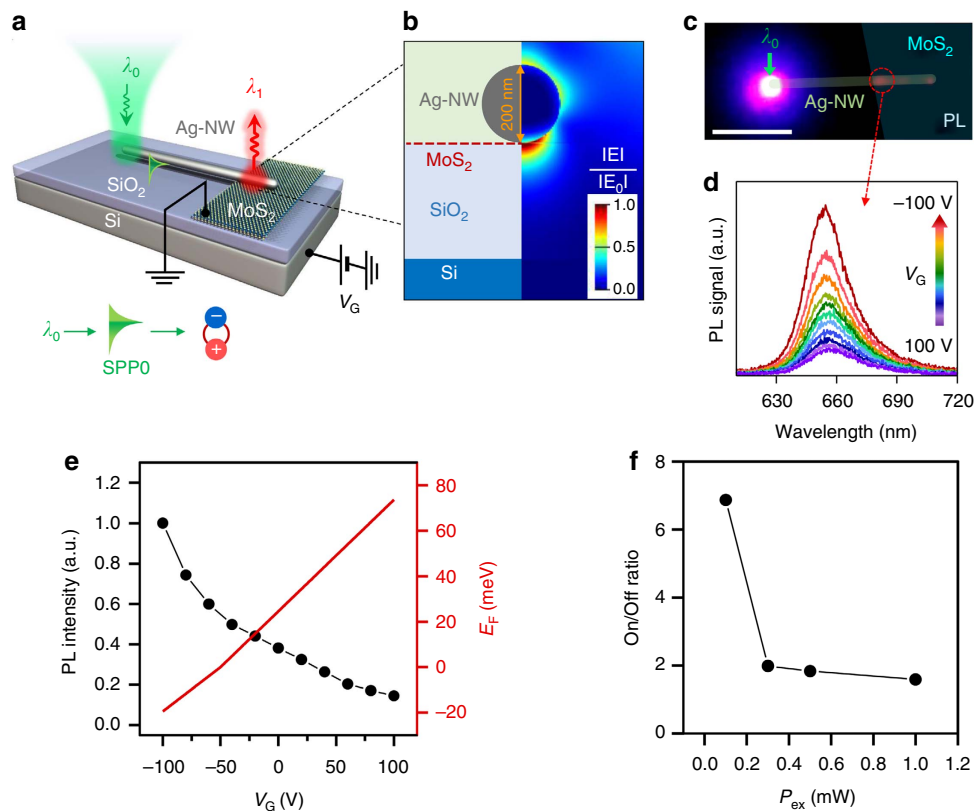 a
λ0
λ1
Ag-NW
SiO2
MoS2
Si
VG
λ0
SPP0
−
+
b
Ag-NW
200 nm
MoS2
SiO2
Si
|E|
|E0|
1.0
0.5
0.0
c
λ0
MoS2
Ag-NW
PL
d
PL signal (a.u.)
−100 V
VG
100 V
630
660
690
720
Wavelength (nm)
e
PL intensity (a.u.)
1.0
0.8
0.6
0.4
0.2
0.0
80
60
40
20
0
−20
EF (meV)
−100
−50
0
50
100
VG (V)
f
On/Off ratio
8
6
4
2
0
0.0
0.2
0.4
0.6
0.8
1.0
1.2
Pex (mW)